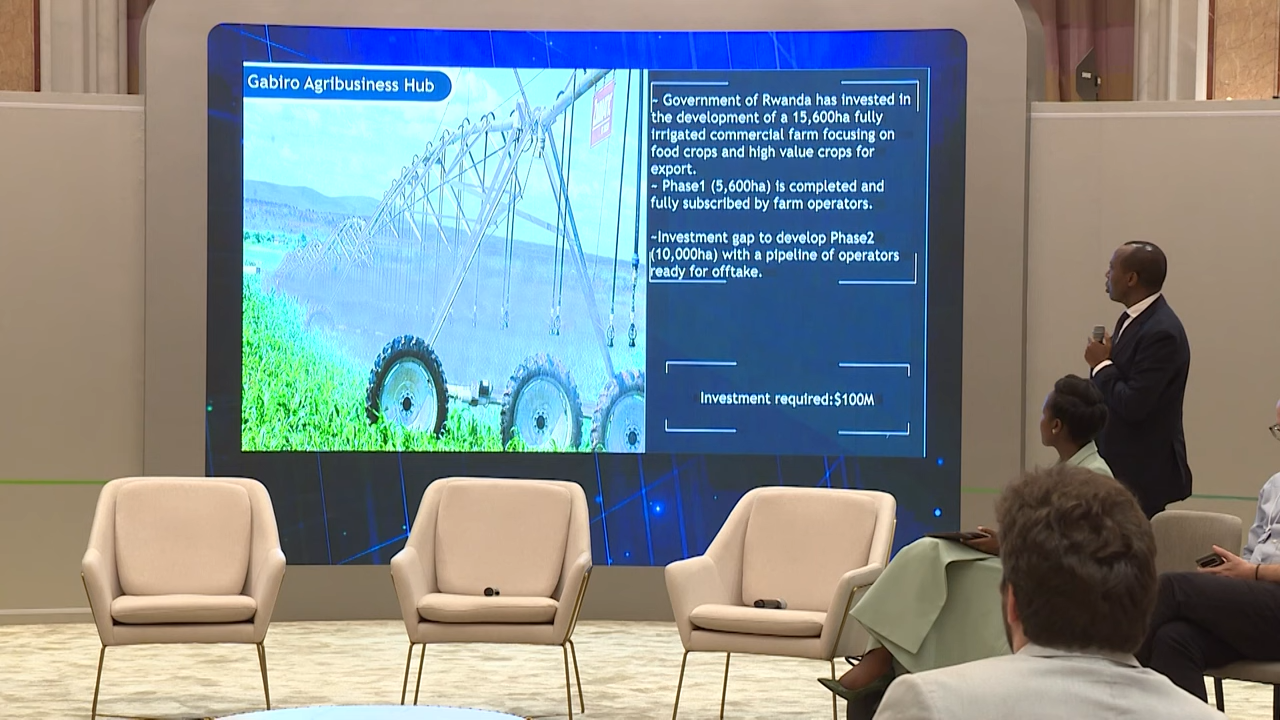 Gabiro Agribusiness Hub
~ Government of Rwanda has invested in
the development of a 15,600ha fully
irrigated commercial farm focusing on
food crops and high value crops for
export.
~ Phase1 (5,600ha) is completed and
fully subscribed by farm operators.
~Investment gap to develop Phase2
(10,000ha) with a pipeline of operators
ready for offtake.
Investment required:$100M